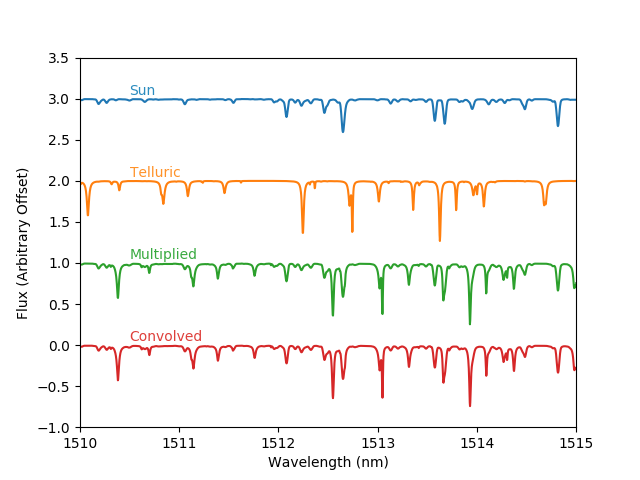 3.5
3.0
2.5
2.0
1.5
1.0
0.5
0.0
−0.5
−1.0
Flux (Arbitrary Offset)
Sun
Telluric
Multiplied
Convolved
1510 1511 1512 1513 1514 1515
Wavelength (nm)